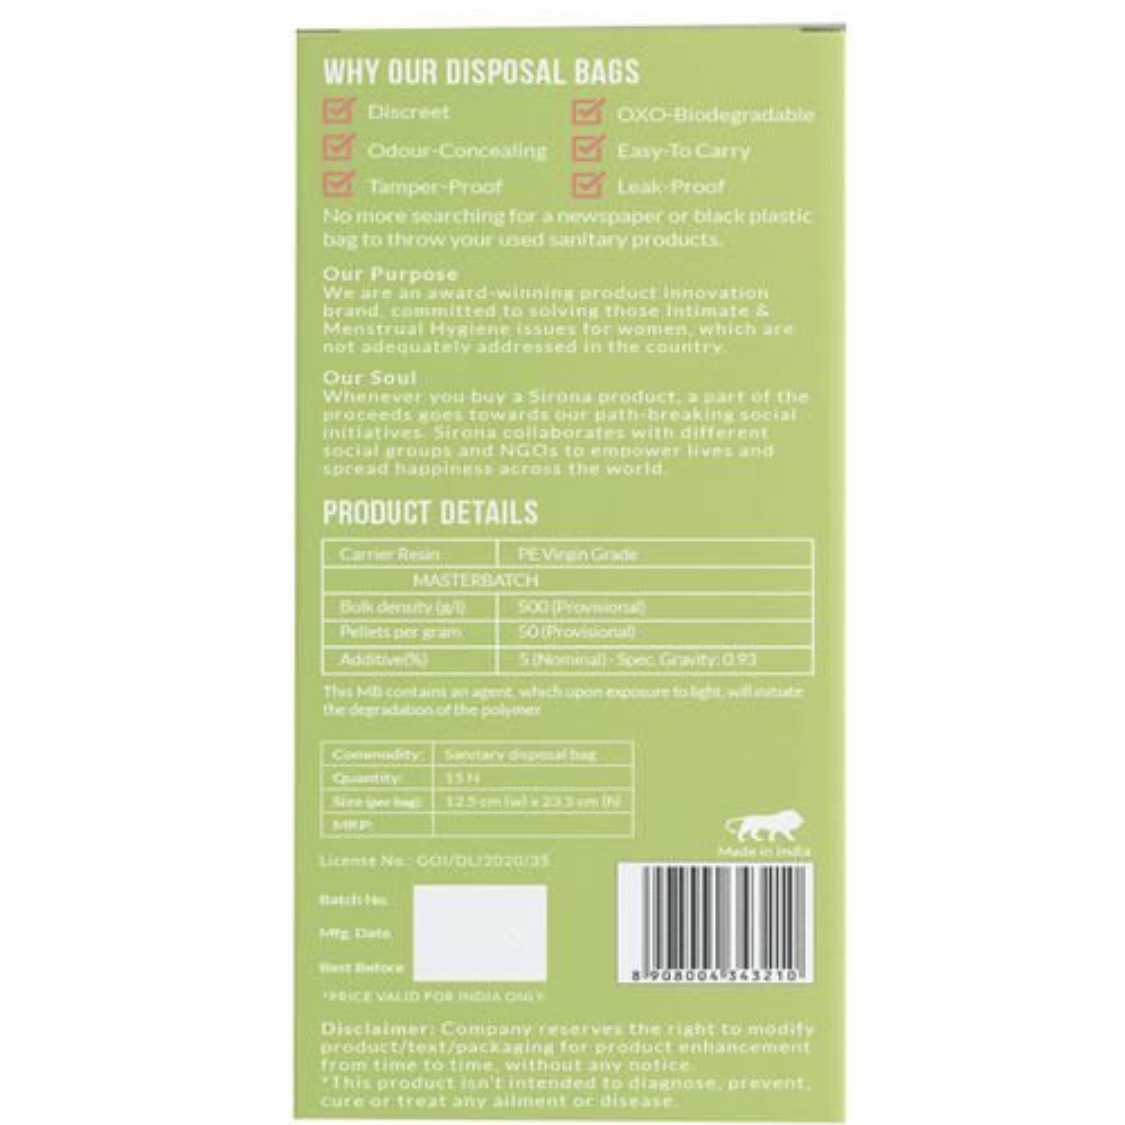 WHY OUR DISPOSAL BAGS
Discreet
OXO-Biodegradable
Odour-Concealing
Easy-To Carry
Tamper-Proof
Leak-Proof
No more searching for a newspaper or black plastic
bag to throw your used sanitary products.
Our Purpose
We are an award-winning product innovation
brand, committed to solving those Intimate &
Menstrual Hygiene issues for women, which are
not adequately addressed in the country.
Our Soul
Whenever you buy a Sirona product, a part of the
proceeds goes towards our path-breaking social
initiatives. Sirona collaborates with different
social groups and NGOs to empower lives and
spread happiness across the world.
PRODUCT DETAILS
Carrier Resin PE Virgin Grade
MASTERBATCH
Bulk density (g/l) 500 (Provisional)
Pellets per gram 50 (Provisional)
Additive(%) 5 (Nominal) - Spec. Gravity: 0.93
This MB contains an agent, which upon exposure to light, will initiate
the degradation of the polymer
Commodity: Sanitary disposal bag
Quantity: 15 N
Size (per bag): 12.5 cm (w) x 23.5 cm (h)
MRP:
Made in India
License No.: GOI/DL/2020/35
Batch No.
Mfg. Date
Best Before
8 908004 343210
*PRICE VALID FOR INDIA ONLY
Disclaimer: Company reserves the right to modify
product/text/packaging for product enhancement
from time to time, without any notice.
*This product isn't intended to diagnose, prevent,
cure or treat any ailment or disease.